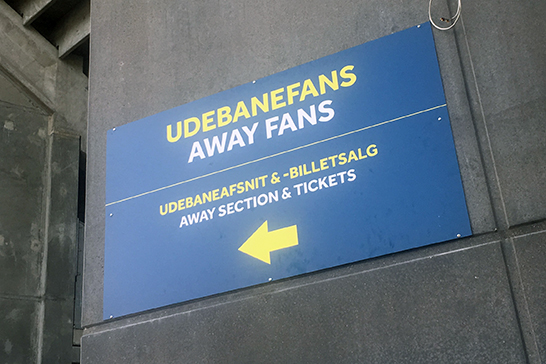 UDEBANEFANS
AWAY FANS
UDEBANEAFSNIT & -BILLETSALG
AWAY SECTION & TICKETS